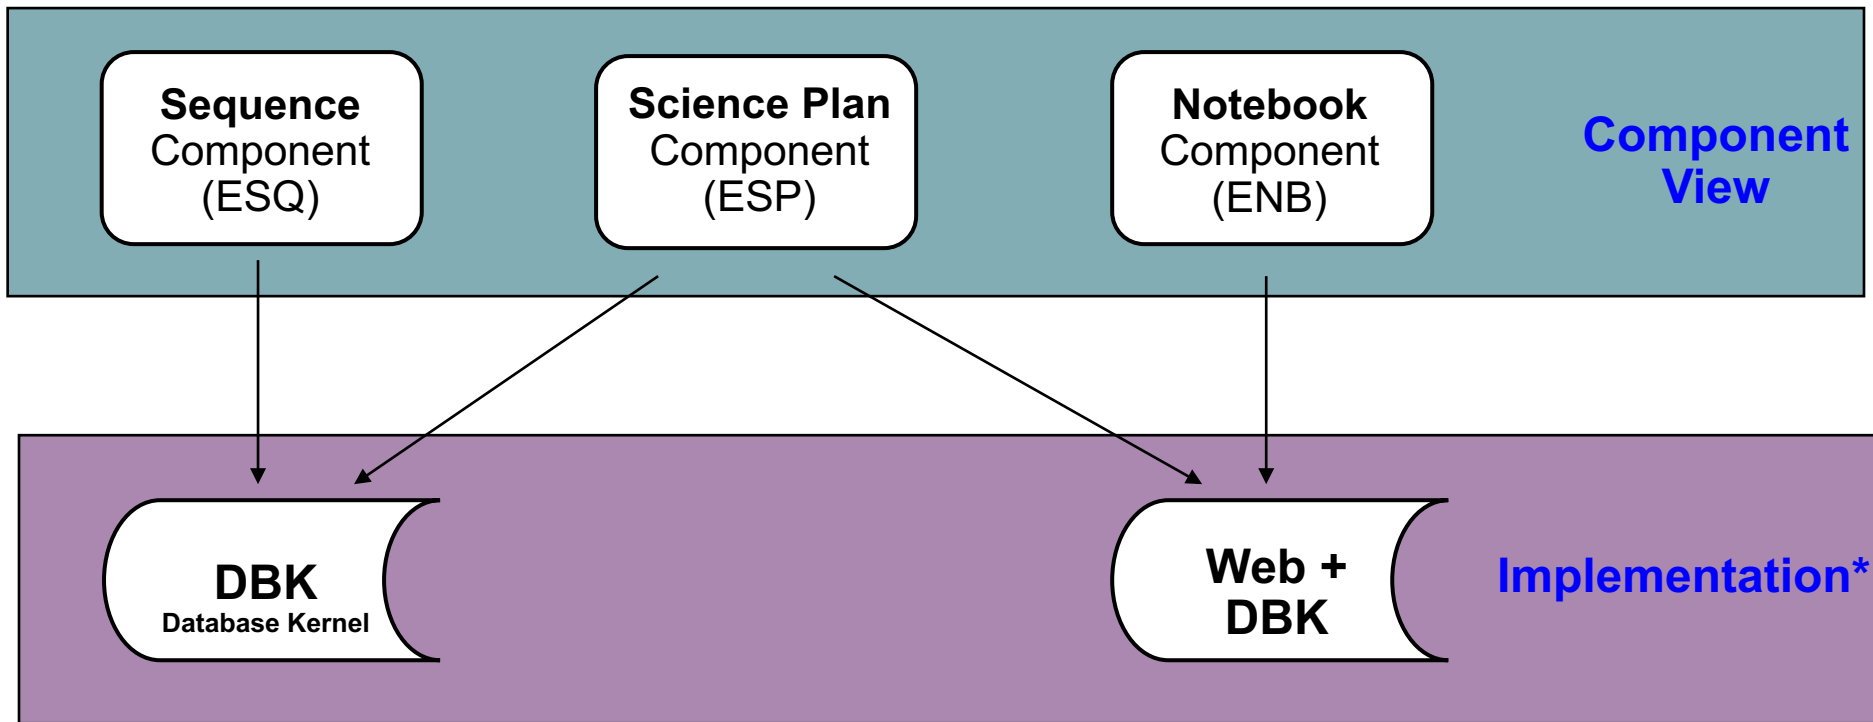 Sequence
Component
(ESQ)
Science Plan
Component
(ESP)
Notebook
Component
(ENB)
Component
View
DBK
Database Kernel
Web +
DBK
Implementation*